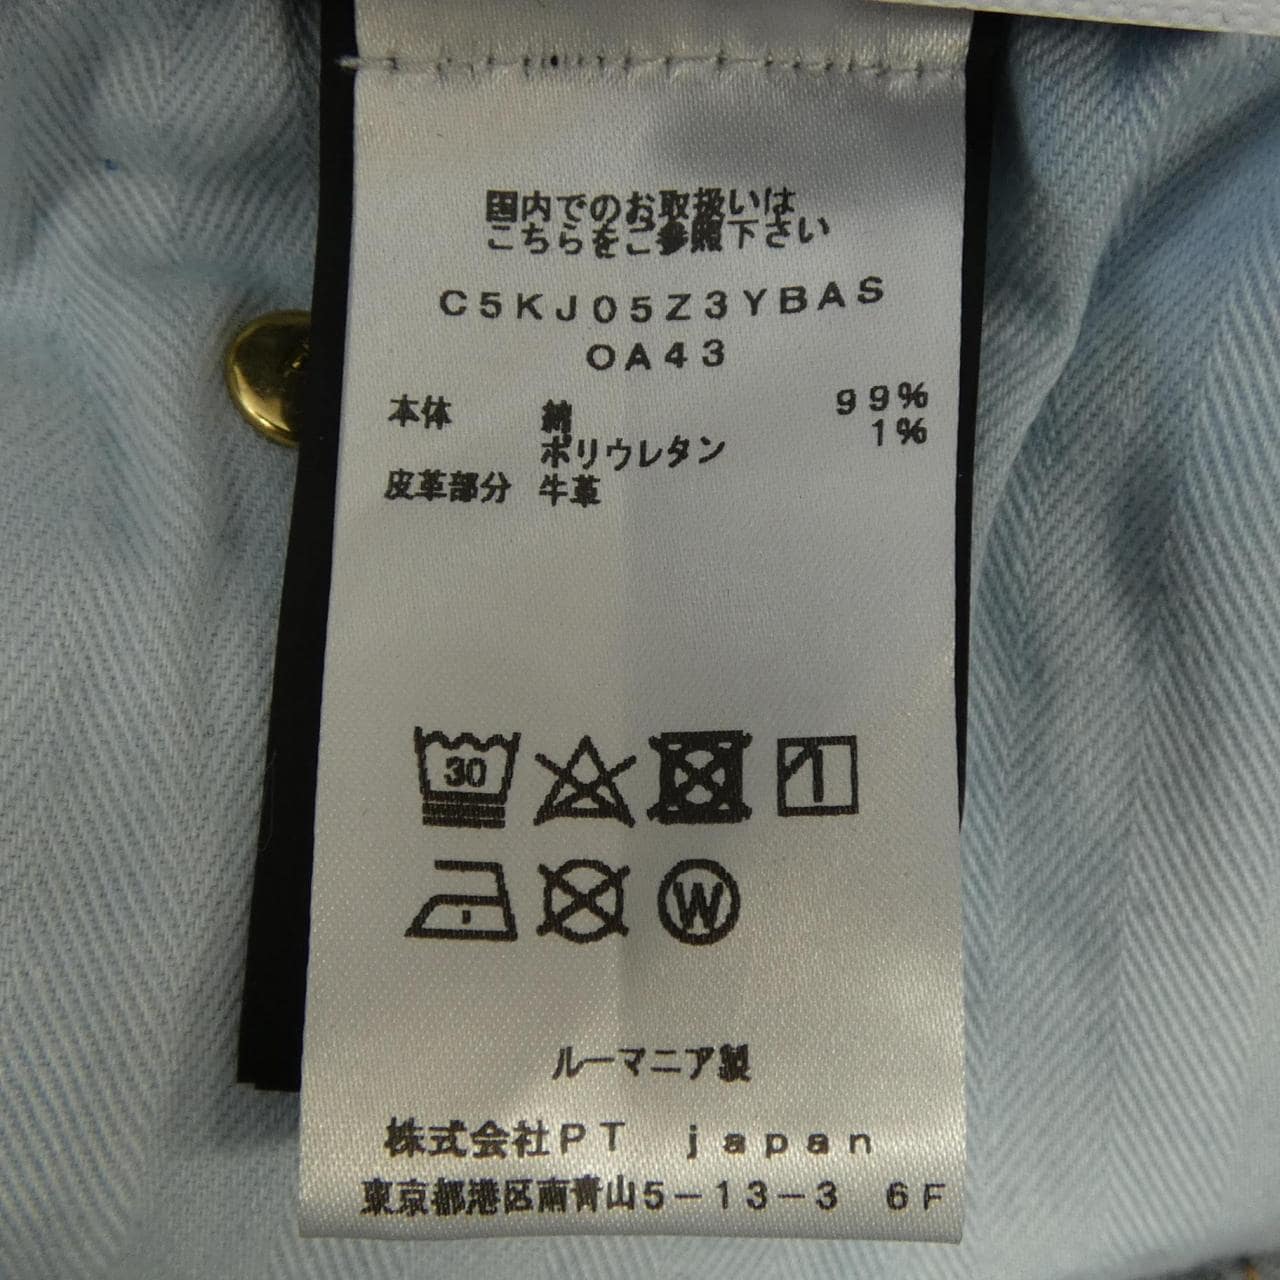 国内でのお取扱いは
こちらをご参照下さい
C5KJ05Z3YBAS
OA43
本体 綿 99%
ポリウレタン 1%
皮革部分 牛革
30
W
ルーマニア製
株式会社PT japan
東京都港区南青山5-13-3 6F